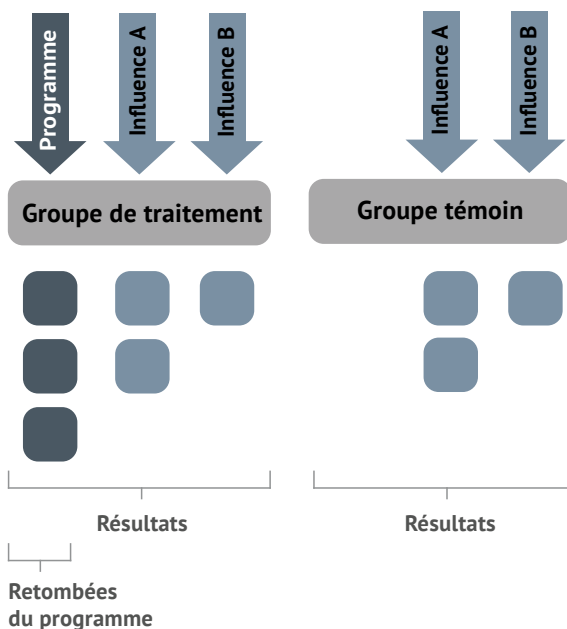 Programme
Influence A
Influence B
Influence A
Influence B
Groupe de traitement
Groupe témoin
Résultats
Résultats
Retombées
du programme